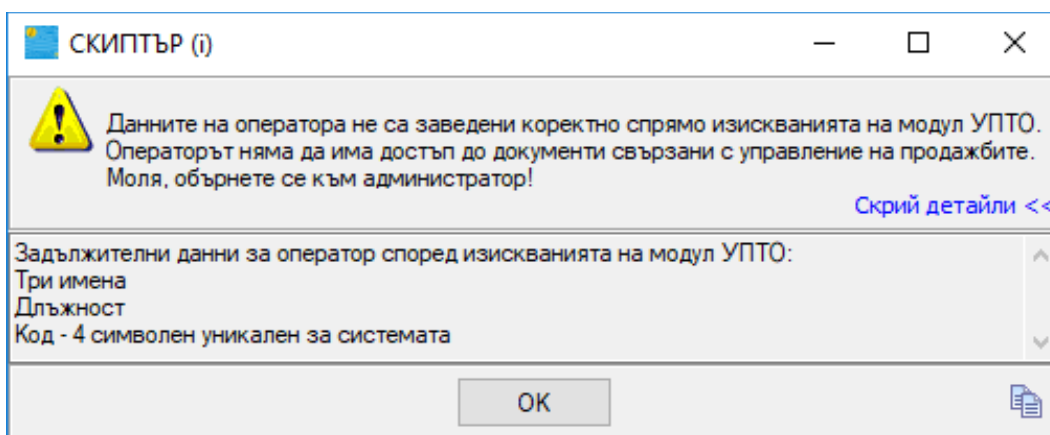 СКИПТЪР (i)
Данните на оператора не са заведени коректно спрямо изискванията на модул УПТО.
Операторът няма да има достъп до документи свързани с управление на продажбите.
Моля, обърнете се към администратор!
Скрий детайли <<
Задължителни данни за оператор според изискванията на модул УПТО:
Три имена
Длъжност
Код - 4 символен уникален за системата
OK